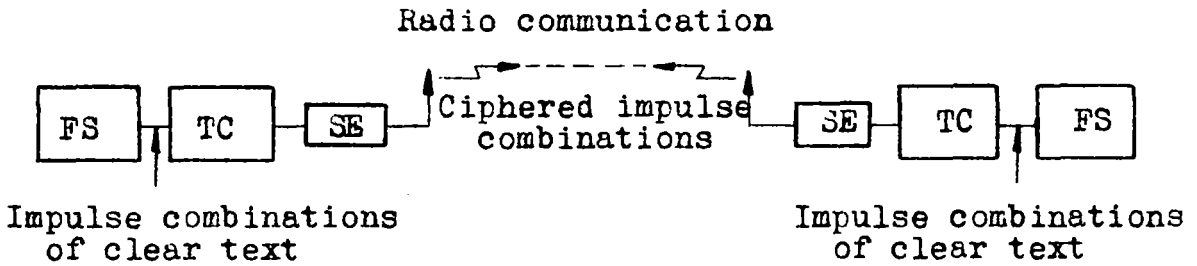 Radio communication
Ciphered impulse
combinations
FS TC SE SE TC FS
Impulse combinations
of clear text
Impulse combinations
of clear text